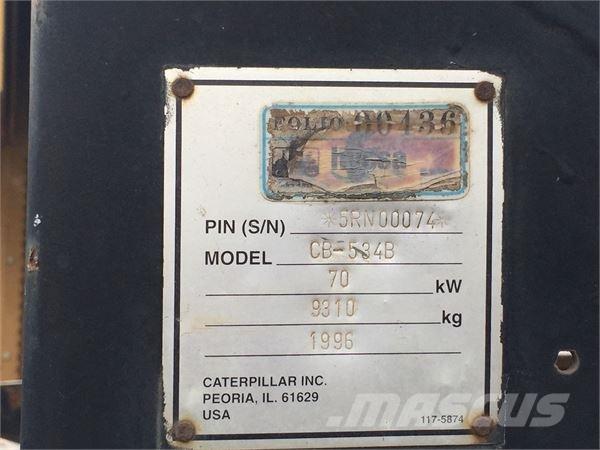 FOLIO 00436
PIN (S/N) *5RN00074*
MODEL CB-534B
70 kW
9310 kg
1996
CATERPILLAR INC.
PEORIA, IL. 61629
USA
117-5874
MASCUS